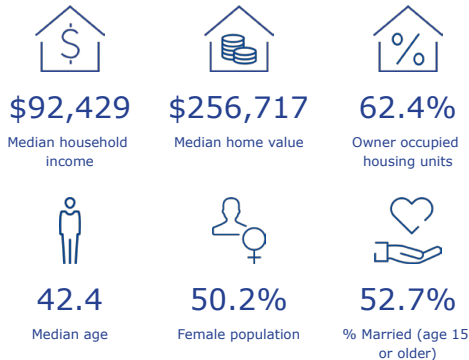 $92,429
Median household
income
$256,717
Median home value
62.4%
Owner occupied
housing units
42.4
Median age
50.2%
Female population
52.7%
% Married (age 15
or older)